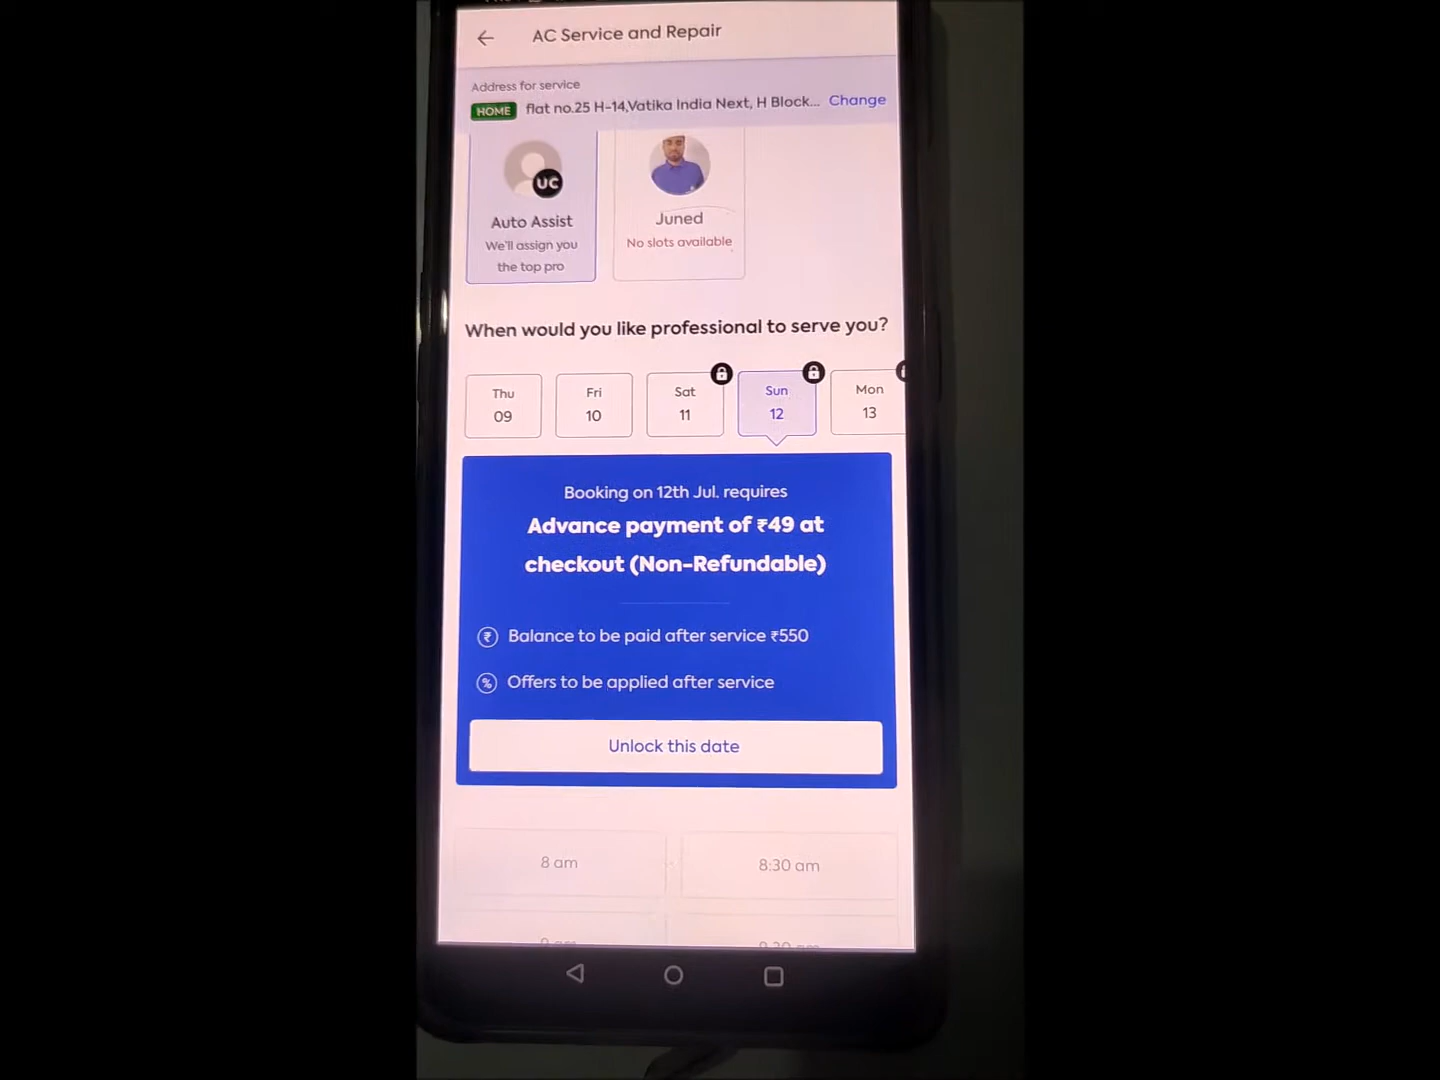 AC Service and Repair
Address for service
HOME flat no.25 H-14,Vatika India Next, H Block... Change
UC
Auto Assist
We'll assign you
the top pro
Juned
No slots available
When would you like professional to serve you?
Thu
09
Fri
10
Sat
11
Sun
12
Mon
13
Booking on 12th Jul. requires
Advance payment of ₹49 at
checkout (Non-Refundable)
₹ Balance to be paid after service ₹550
% Offers to be applied after service
Unlock this date
8 am
8:30 am